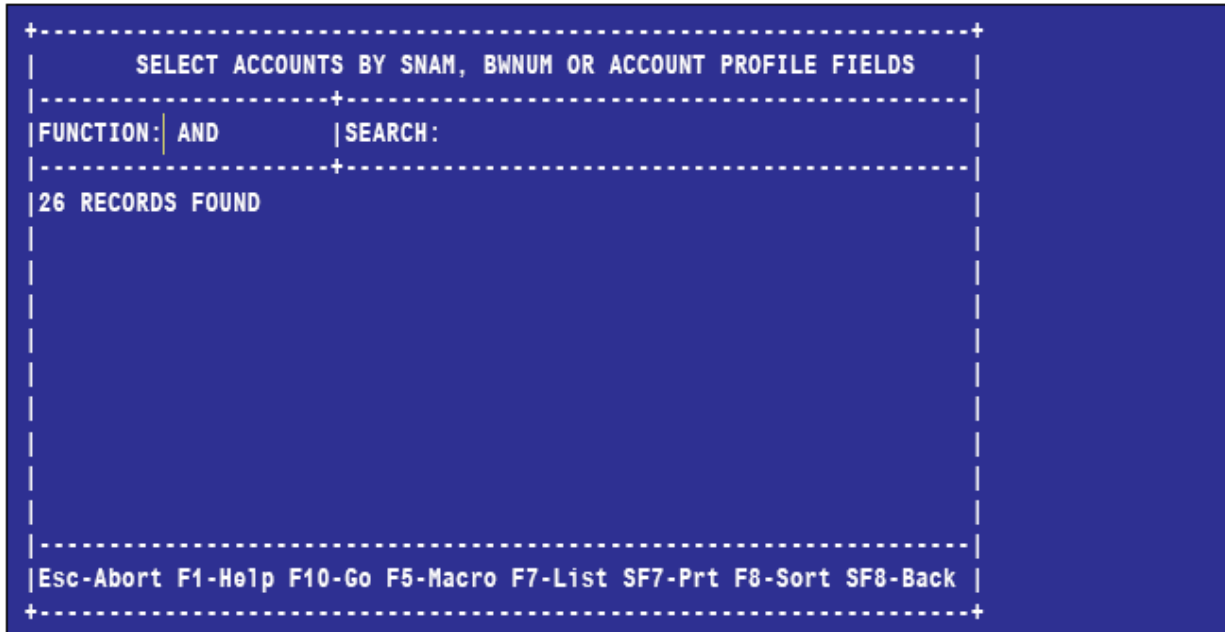 SELECT ACCOUNTS BY SNAM, BWNUM OR ACCOUNT PROFILE FIELDS
FUNCTION: AND |SEARCH:
26 RECORDS FOUND
Esc-Abort F1-Help F10-Go F5-Macro F7-List SF7-Prt F8-Sort SF8-Back